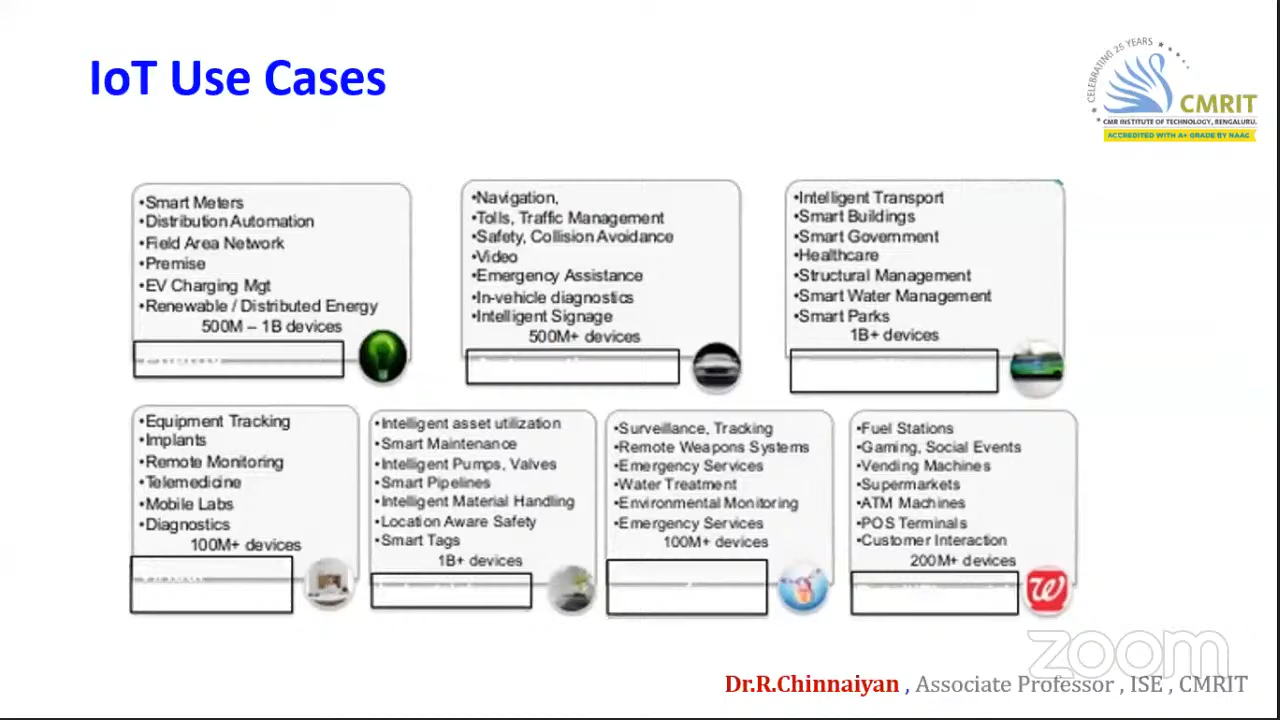 IoT Use Cases
CELEBRATING 25 YEARS
CMRIT
CMR INSTITUTE OF TECHNOLOGY, BENGALURU.
ACCREDITED WITH A+ GRADE BY NAAC
•Smart Meters
•Distribution Automation
•Field Area Network
•Premise
•EV Charging Mgt
•Renewable / Distributed Energy
500M – 1B devices
•Navigation,
•Tolls, Traffic Management
•Safety, Collision Avoidance
•Video
•Emergency Assistance
•In-vehicle diagnostics
•Intelligent Signage
500M+ devices
•Intelligent Transport
•Smart Buildings
•Smart Government
•Healthcare
•Structural Management
•Smart Water Management
•Smart Parks
1B+ devices
•Equipment Tracking
•Implants
•Remote Monitoring
•Telemedicine
•Mobile Labs
•Diagnostics
100M+ devices
•Intelligent asset utilization
•Smart Maintenance
•Intelligent Pumps, Valves
•Smart Pipelines
•Intelligent Material Handling
•Location Aware Safety
•Smart Tags
1B+ devices
•Surveillance, Tracking
•Remote Weapons Systems
•Emergency Services
•Water Treatment
•Environmental Monitoring
•Emergency Services
100M+ devices
•Fuel Stations
•Gaming, Social Events
•Vending Machines
•Supermarkets
•ATM Machines
•POS Terminals
•Customer Interaction
200M+ devices
zoom
Dr.R.Chinnaiyan , Associate Professor , ISE , CMRIT